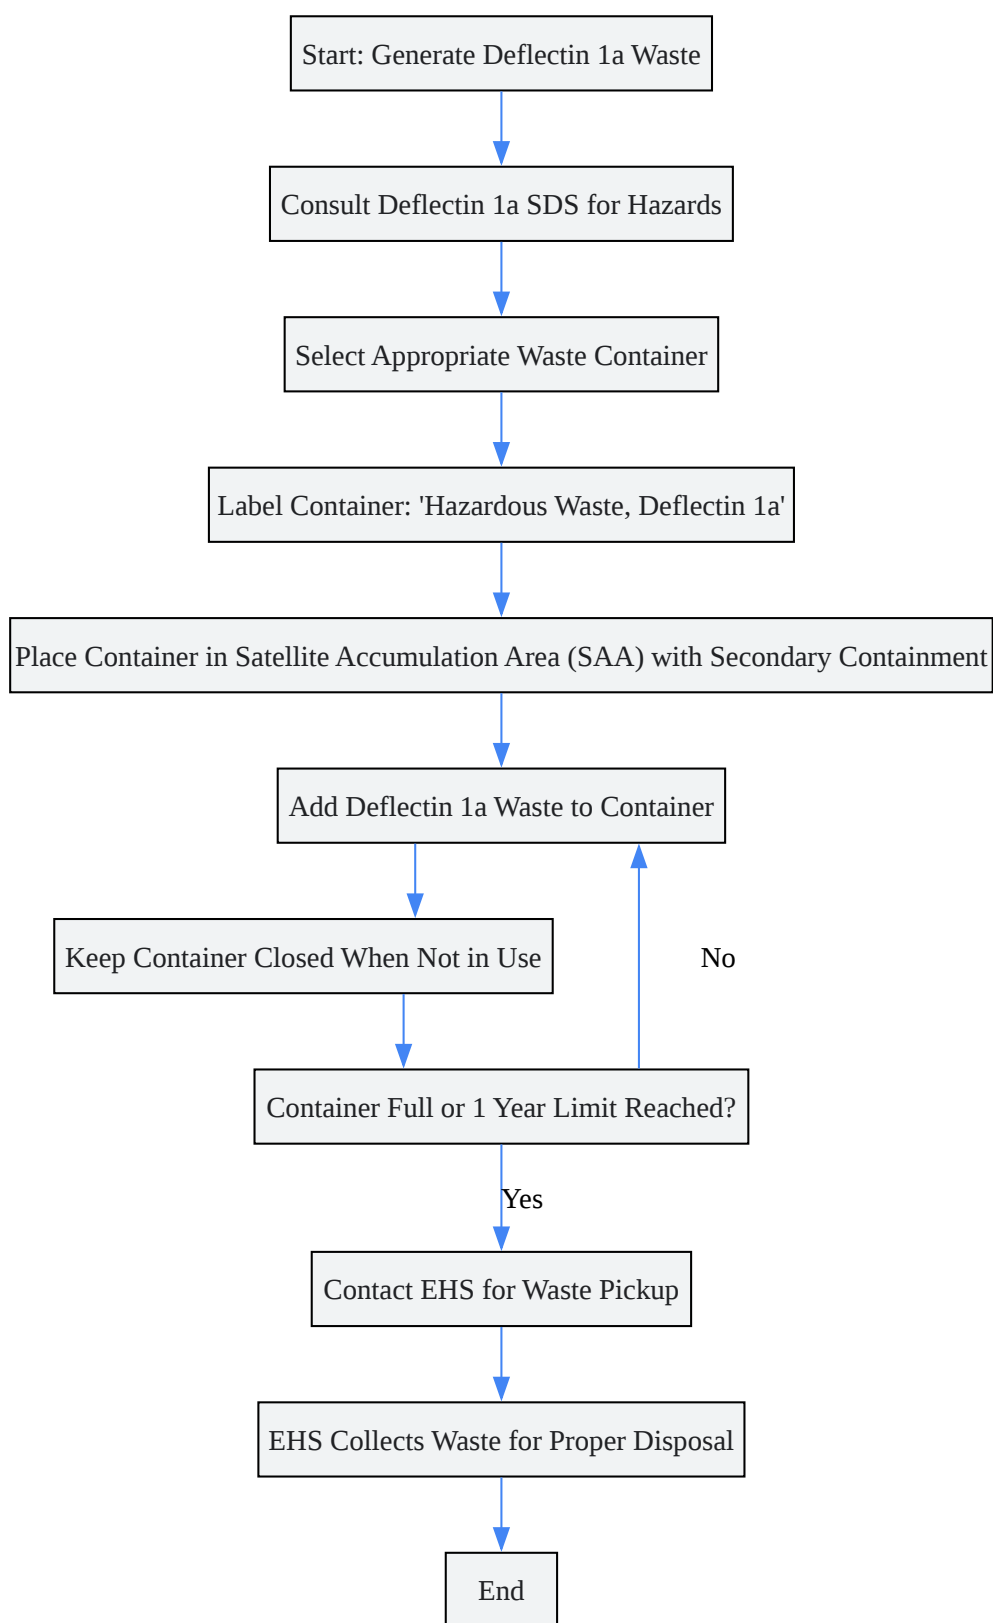 Start: Generate Deflectin 1a Waste
Consult Deflectin 1a SDS for Hazards
Select Appropriate Waste Container
Label Container: 'Hazardous Waste, Deflectin 1a'
Place Container in Satellite Accumulation Area (SAA) with Secondary Containment
Add Deflectin 1a Waste to Container
Keep Container Closed When Not in Use
No
Container Full or 1 Year Limit Reached?
Yes
Contact EHS for Waste Pickup
EHS Collects Waste for Proper Disposal
End